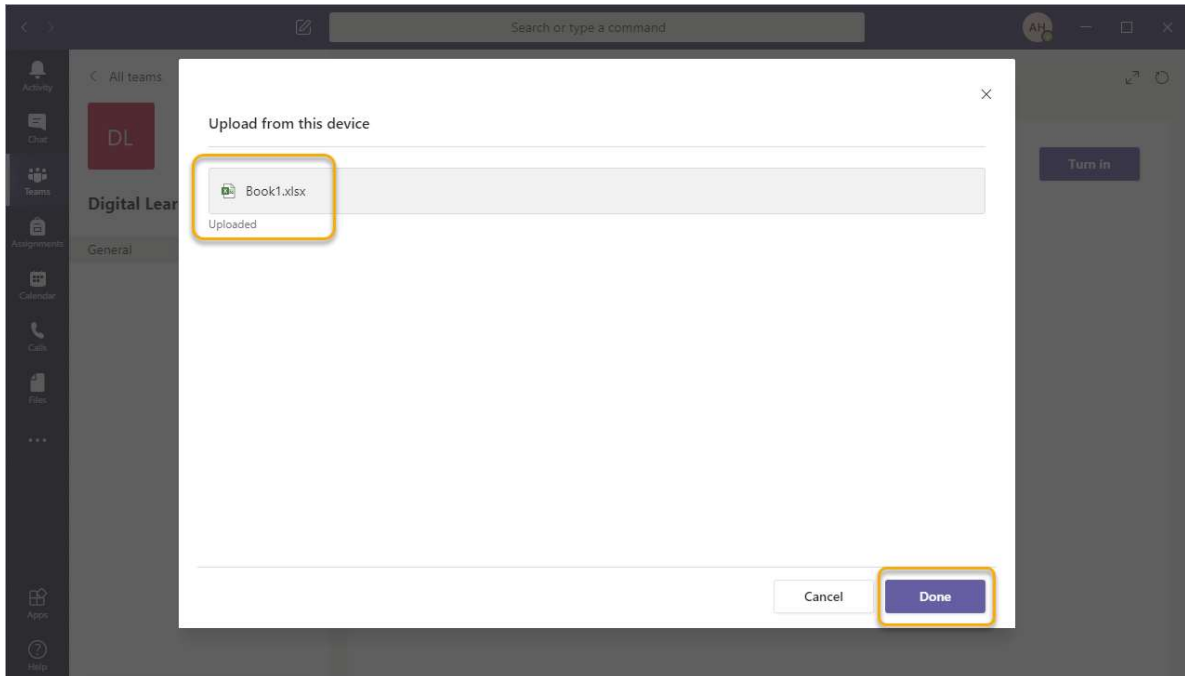 Search or type a command
AH
Activity
Chat
Teams
Assignments
Calendar
Calls
Files
Apps
Help
All teams
DL
Digital Lear
General
Turn in
Upload from this device
Book1.xlsx
Uploaded
Cancel
Done